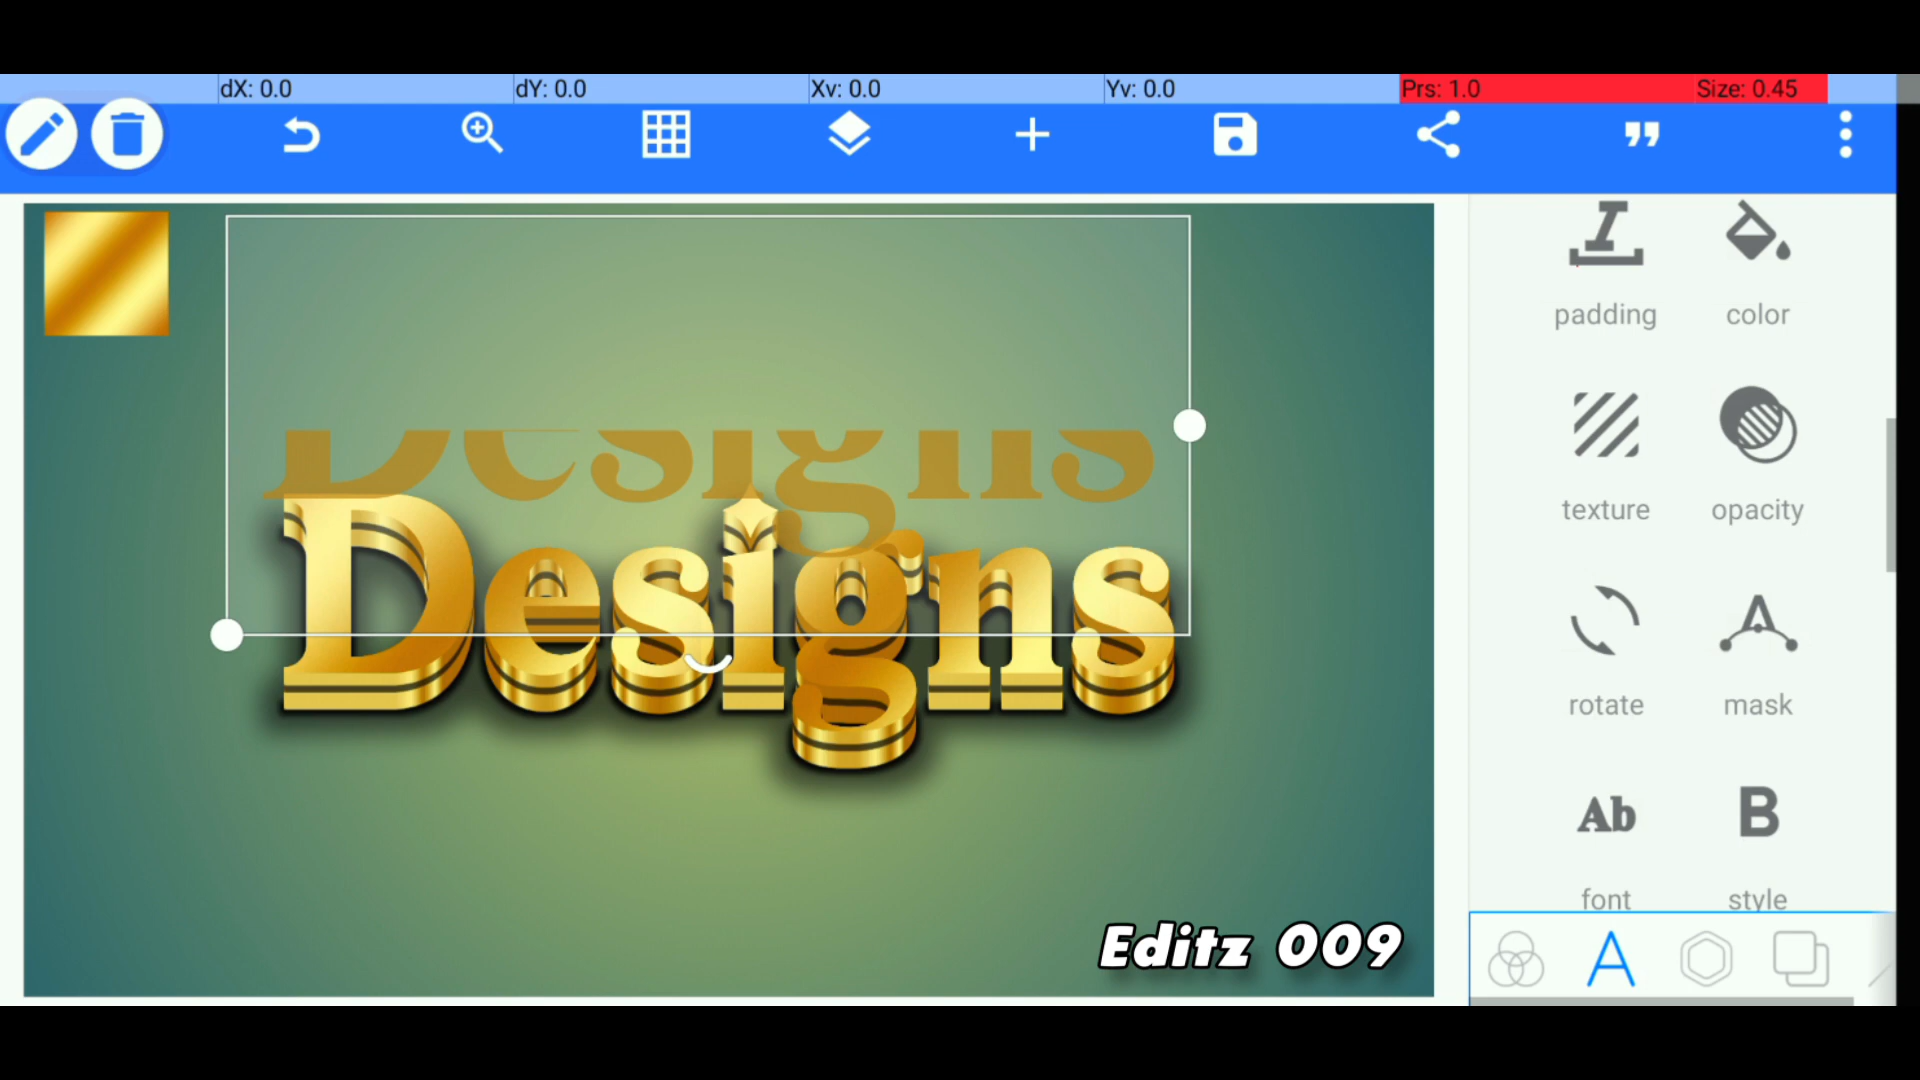 dX: 0.0 dY: 0.0 Xv: 0.0 Yv: 0.0 Prs: 1.0 Size: 0.45
padding color
texture opacity
rotate mask
Ab B
font style
A
Designs
Designs
Editz 009